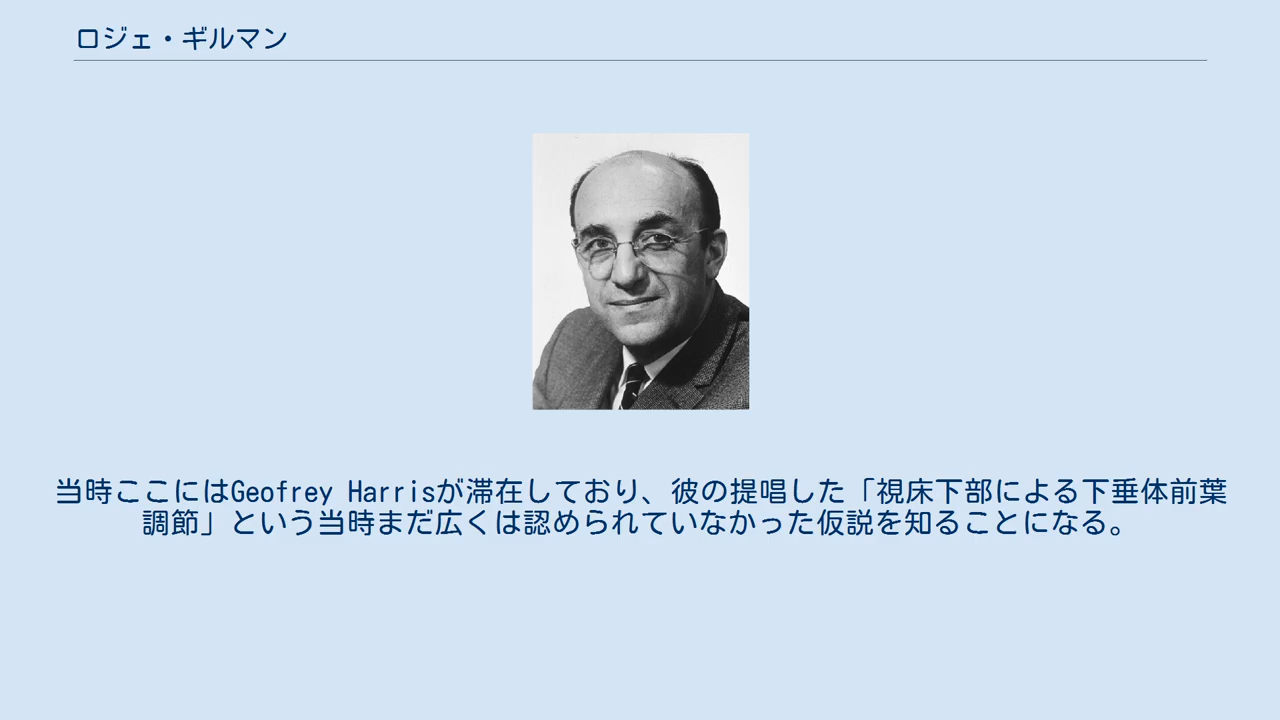 ロジェ・ギルマン
当時ここにはGeofrey Harrisが滞在しており、彼の提唱した「視床下部による下垂体前葉
調節」という当時まだ広くは認められていなかった仮説を知ることになる。